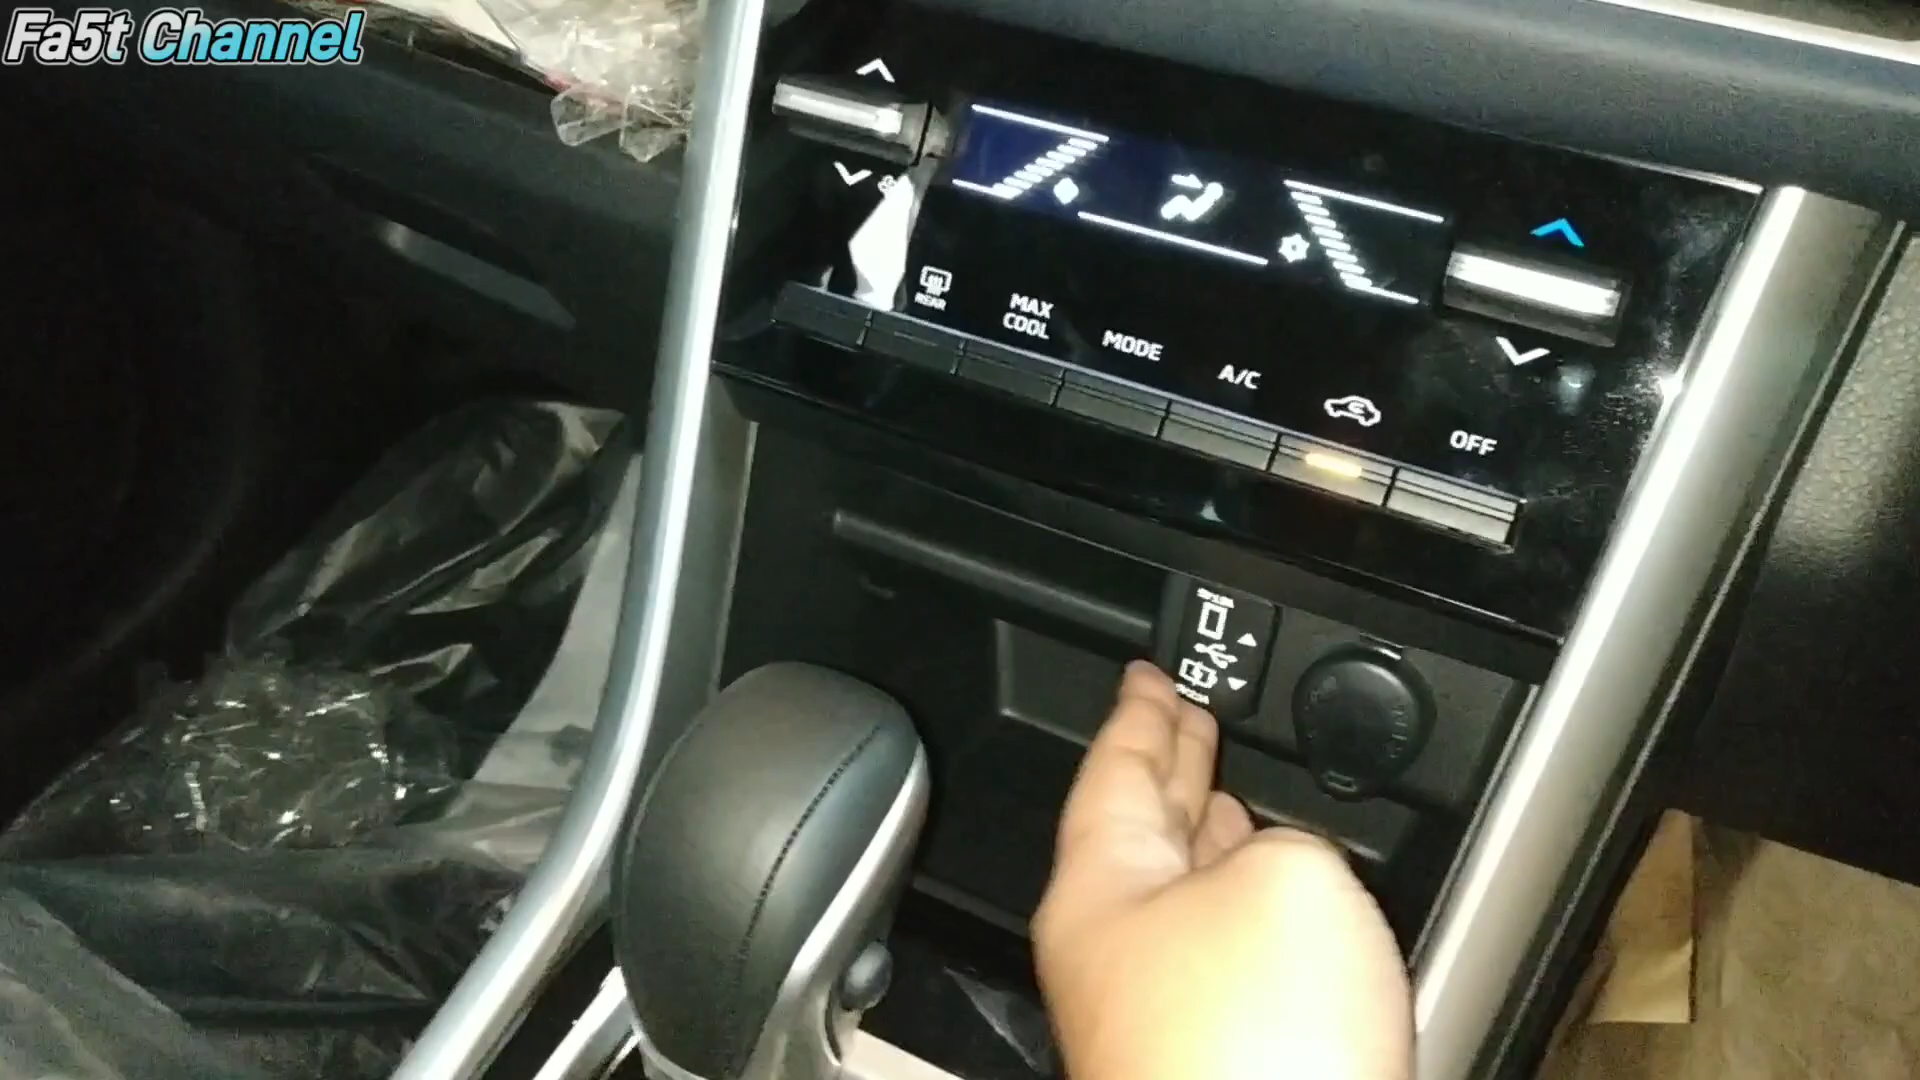 Fa5t Channel
REAR
MAX
COOL
MODE
A/C
OFF